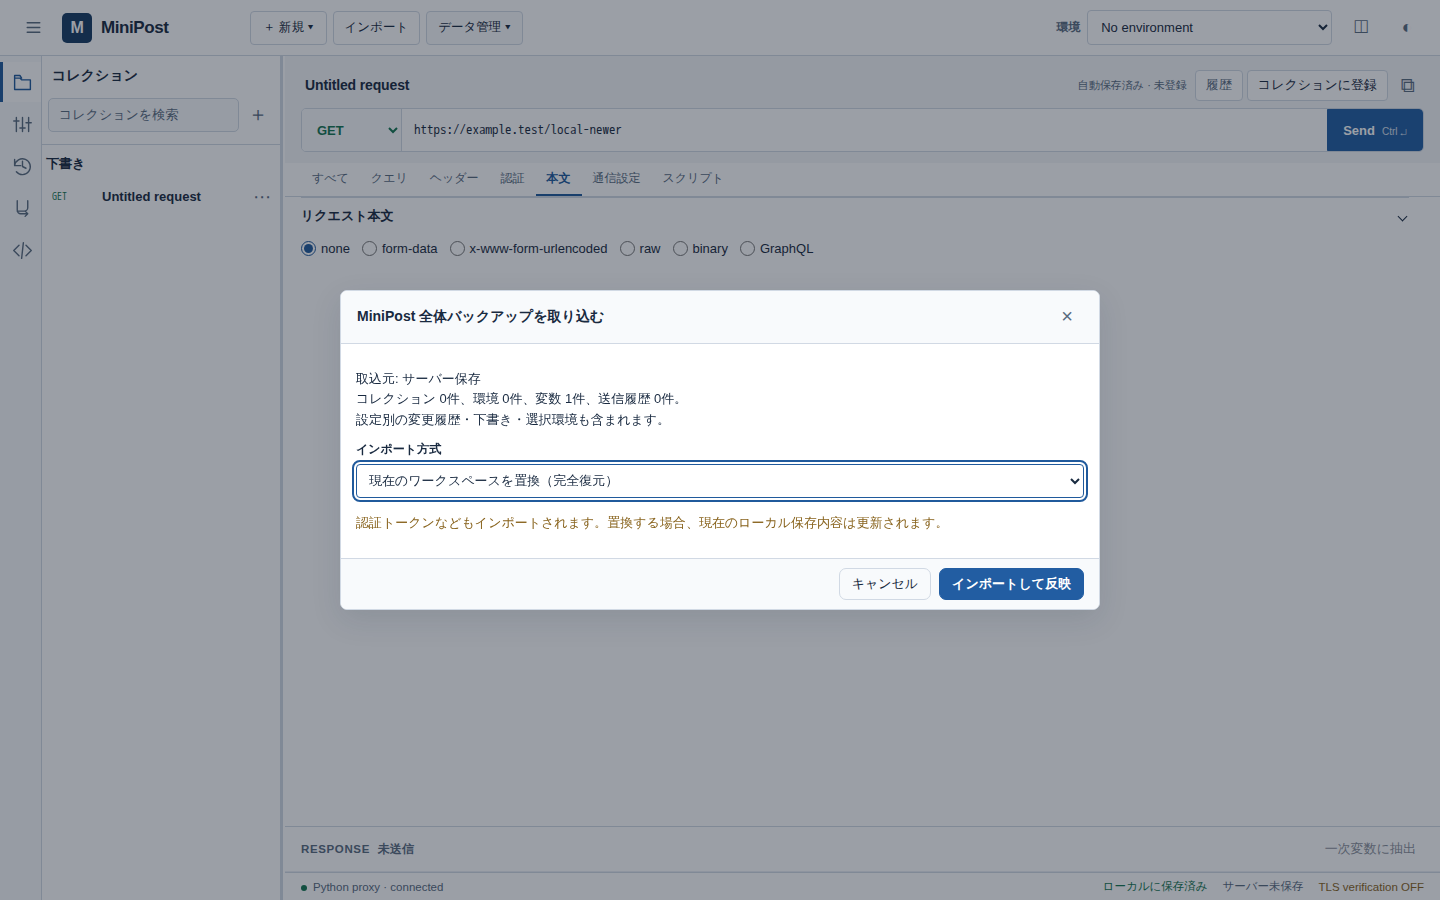 M MiniPost ＋ 新規 ▾ インポート データ管理 ▾ 環境 No environment
コレクション
コレクションを検索
下書き
GET Untitled request ⋯
Untitled request 自動保存済み · 未登録 履歴 コレクションに登録
GET https://example.test/local-newer Send Ctrl ↵
すべて クエリ ヘッダー 認証 本文 通信設定 スクリプト
リクエスト本文
none form-data x-www-form-urlencoded raw binary GraphQL
MiniPost 全体バックアップを取り込む ×
取込元: サーバー保存
コレクション 0件、環境 0件、変数 1件、送信履歴 0件。
設定別の変更履歴・下書き・選択環境も含まれます。
インポート方式
現在のワークスペースを置換（完全復元）
認証トークンなどもインポートされます。置換する場合、現在のローカル保存内容は更新されます。
キャンセル インポートして反映
RESPONSE 未送信 一次変数に抽出
Python proxy · connected ローカルに保存済み サーバー未保存 TLS verification OFF